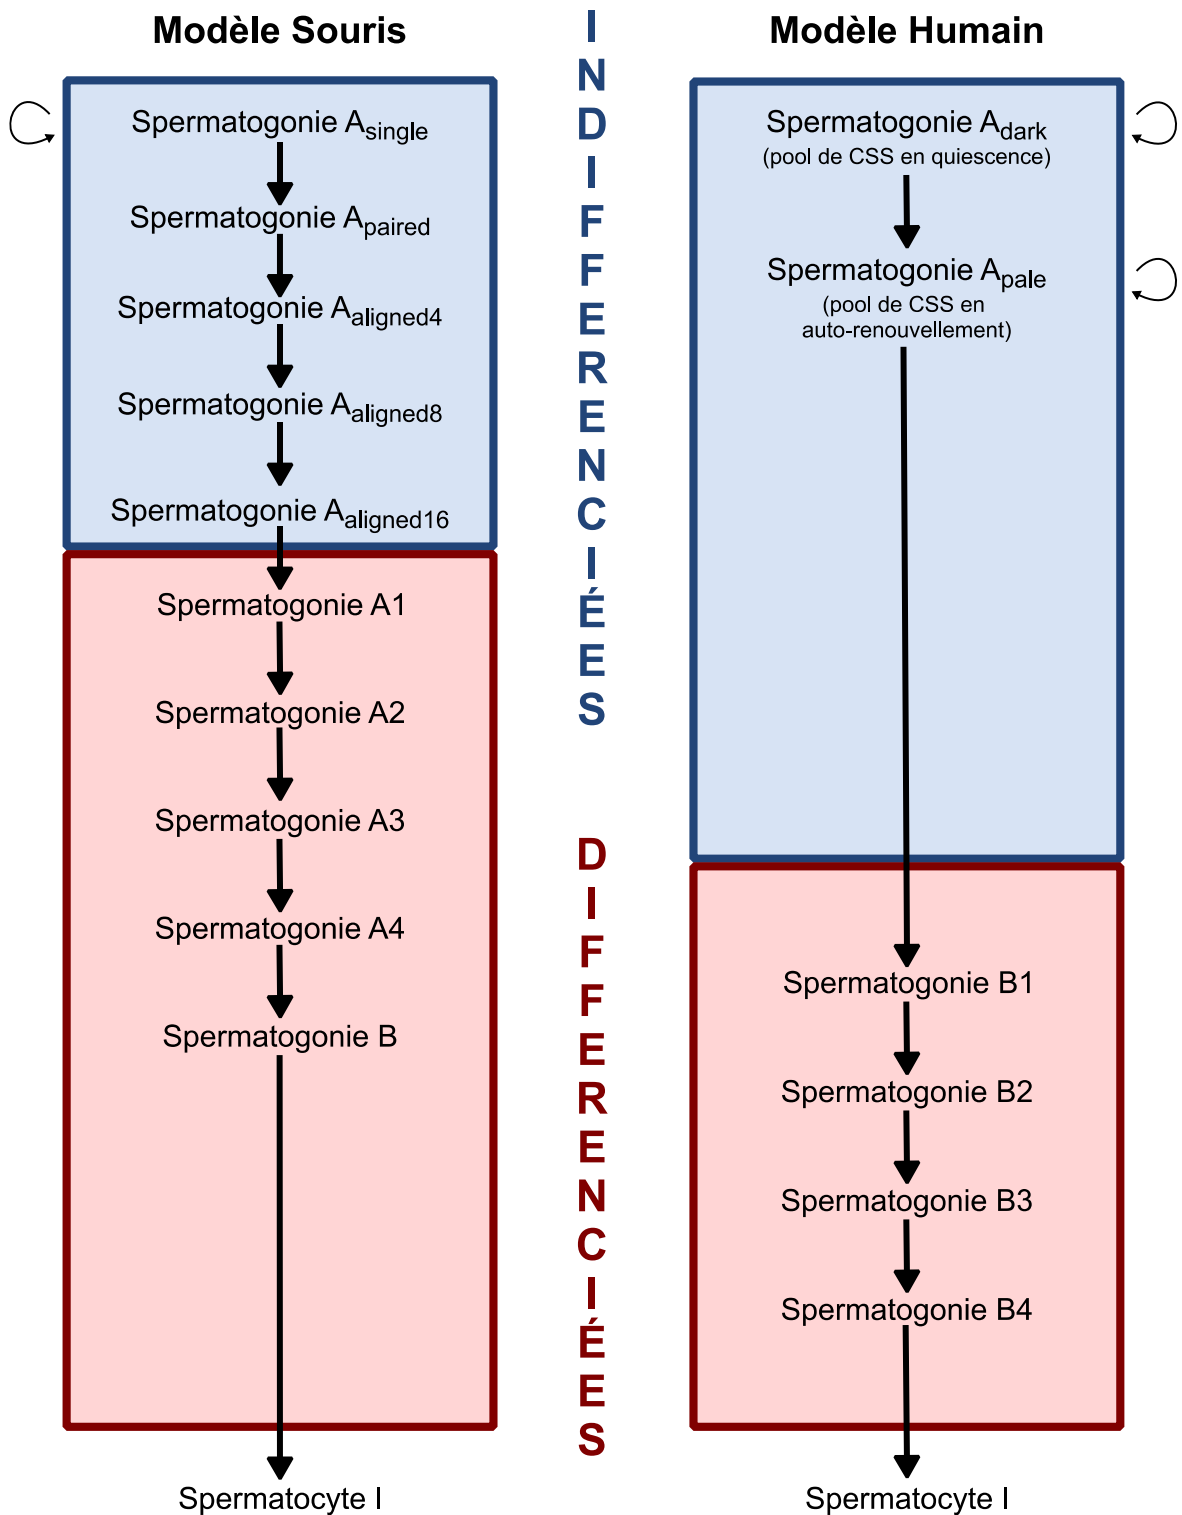 Modèle Souris
Spermatogonie Asingle
Spermatogonie Apaired
Spermatogonie Aaligned4
Spermatogonie Aaligned8
Spermatogonie Aaligned16
Spermatogonie A1
Spermatogonie A2
Spermatogonie A3
Spermatogonie A4
Spermatogonie B
Spermatocyte I
INDIFFERENCIÉES
DIFFERENCIÉES
Modèle Humain
Spermatogonie Adark
(pool de CSS en quiescence)
Spermatogonie Apale
(pool de CSS en
auto-renouvellement)
Spermatogonie B1
Spermatogonie B2
Spermatogonie B3
Spermatogonie B4
Spermatocyte I